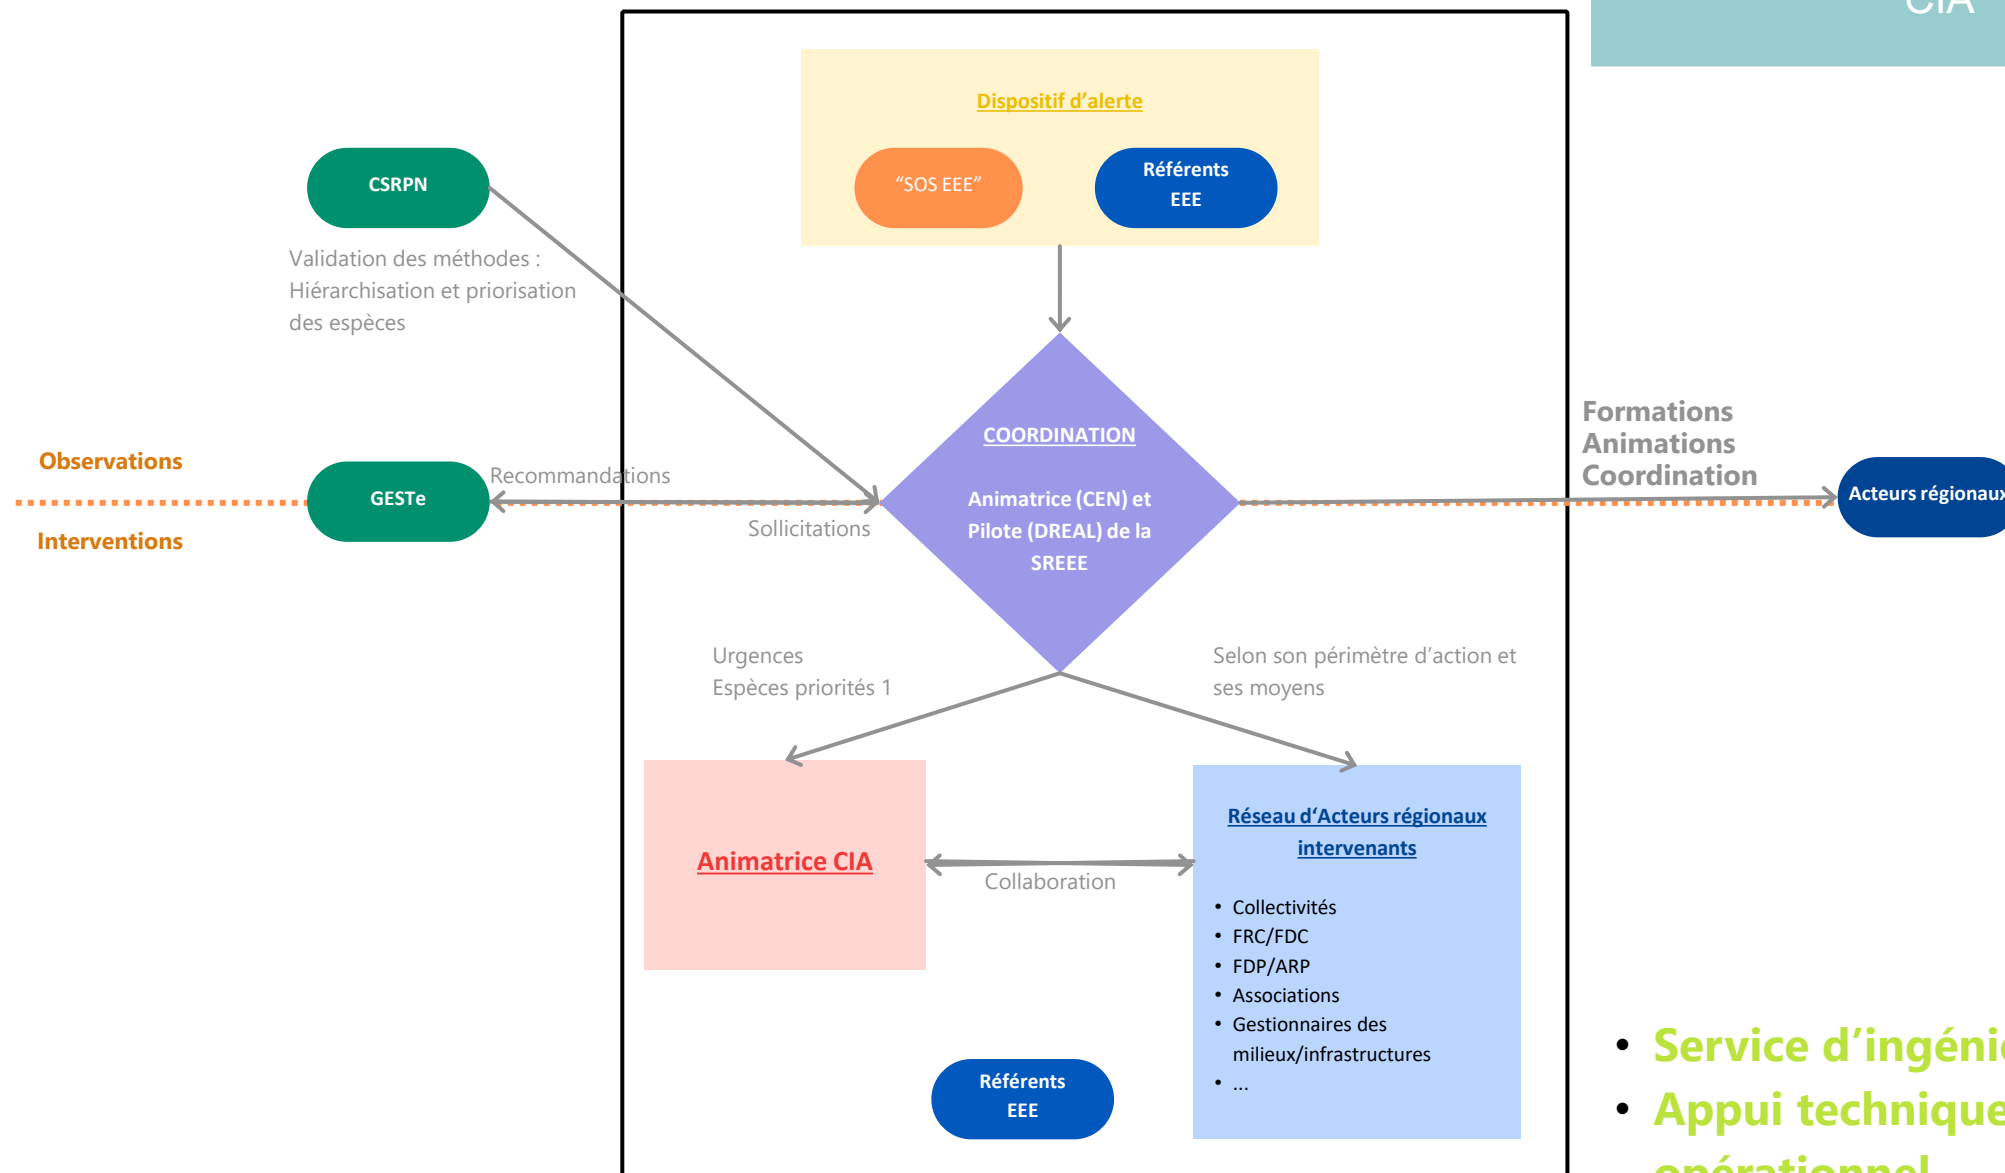 CIA
Dispositif d’alerte
“SOS EEE”
Référents
EEE
CSRPN
Validation des méthodes :
Hiérarchisation et priorisation
des espèces
Observations
Interventions
GESTe
Recommandations
Sollicitations
COORDINATION
Animatrice (CEN) et
Pilote (DREAL) de la
SREEE
Formations
Animations
Coordination
Acteurs régionaux
Urgences
Espèces priorités 1
Selon son périmètre d’action et
ses moyens
Animatrice CIA
Collaboration
Réseau d‘Acteurs régionaux
intervenants
• Collectivités
• FRC/FDC
• FDP/ARP
• Associations
• Gestionnaires des
milieux/infrastructures
• ...
Référents
EEE
• Service d’ingéni
• Appui technique
opérationnel